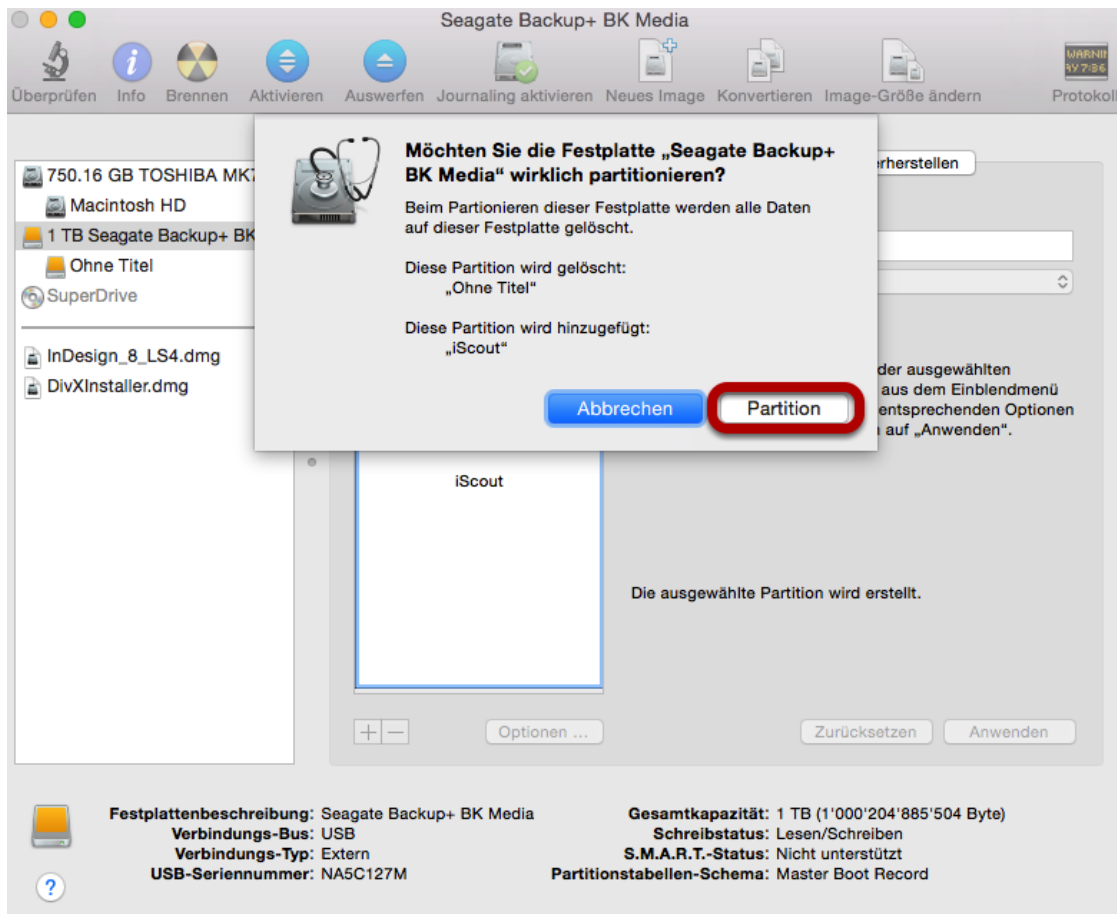 Seagate Backup+ BK Media
WARNIN
AY 7:36
Überprüfen Info Brennen Aktivieren Auswerfen Journaling aktivieren Neues Image Konvertieren Image-Größe ändern Protokoll
Möchten Sie die Festplatte „Seagate Backup+
BK Media“ wirklich partitionieren?
Beim Partionieren dieser Festplatte werden alle Daten
auf dieser Festplatte gelöscht.
Diese Partition wird gelöscht:
„Ohne Titel“
Diese Partition wird hinzugefügt:
„iScout“
Abbrechen Partition
750.16 GB TOSHIBA MK7
Macintosh HD
1 TB Seagate Backup+ BK
Ohne Titel
SuperDrive
InDesign_8_LS4.dmg
DivXInstaller.dmg
erherstellen
der ausgewählten
aus dem Einblendmenü
entsprechenden Optionen
auf „Anwenden“.
iScout
Die ausgewählte Partition wird erstellt.
+ − Optionen ... Zurücksetzen Anwenden
Festplattenbeschreibung: Seagate Backup+ BK Media
Verbindungs-Bus: USB
Verbindungs-Typ: Extern
USB-Seriennummer: NA5C127M
Gesamtkapazität: 1 TB (1'000'204'885'504 Byte)
Schreibstatus: Lesen/Schreiben
S.M.A.R.T.-Status: Nicht unterstützt
Partitionstabellen-Schema: Master Boot Record
?